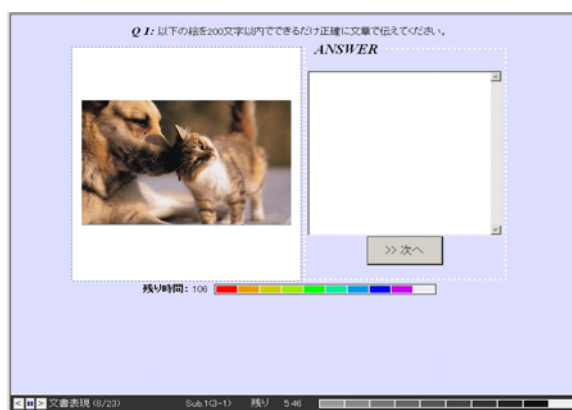 Q 1: 以下の絵を200文字以内でできるだけ正確に文章で伝えてください。
ANSWER
>> 次へ
残り時間: 106
< ▮▮ > 文書表現 (8/23) Sub.1(3-1) 残り 5:46